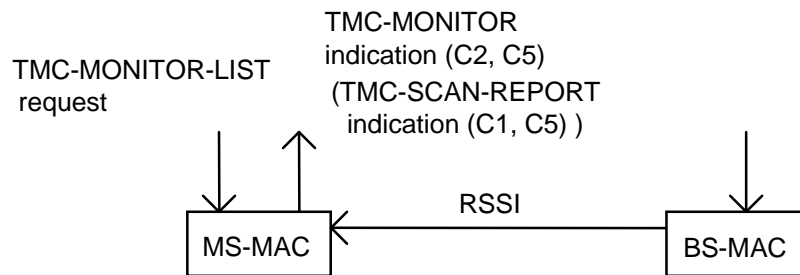 TMC-MONITOR
indication (C2, C5)
TMC-MONITOR-LIST
request
(TMC-SCAN-REPORT
indication (C1, C5) )
RSSI
MS-MAC
BS-MAC